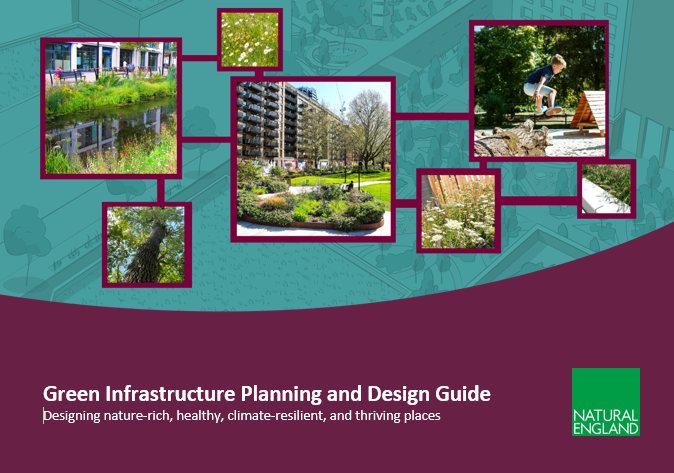 Green Infrastructure Planning and Design Guide
Designing nature-rich, healthy, climate-resilient, and thriving places
NATURAL
ENGLAND